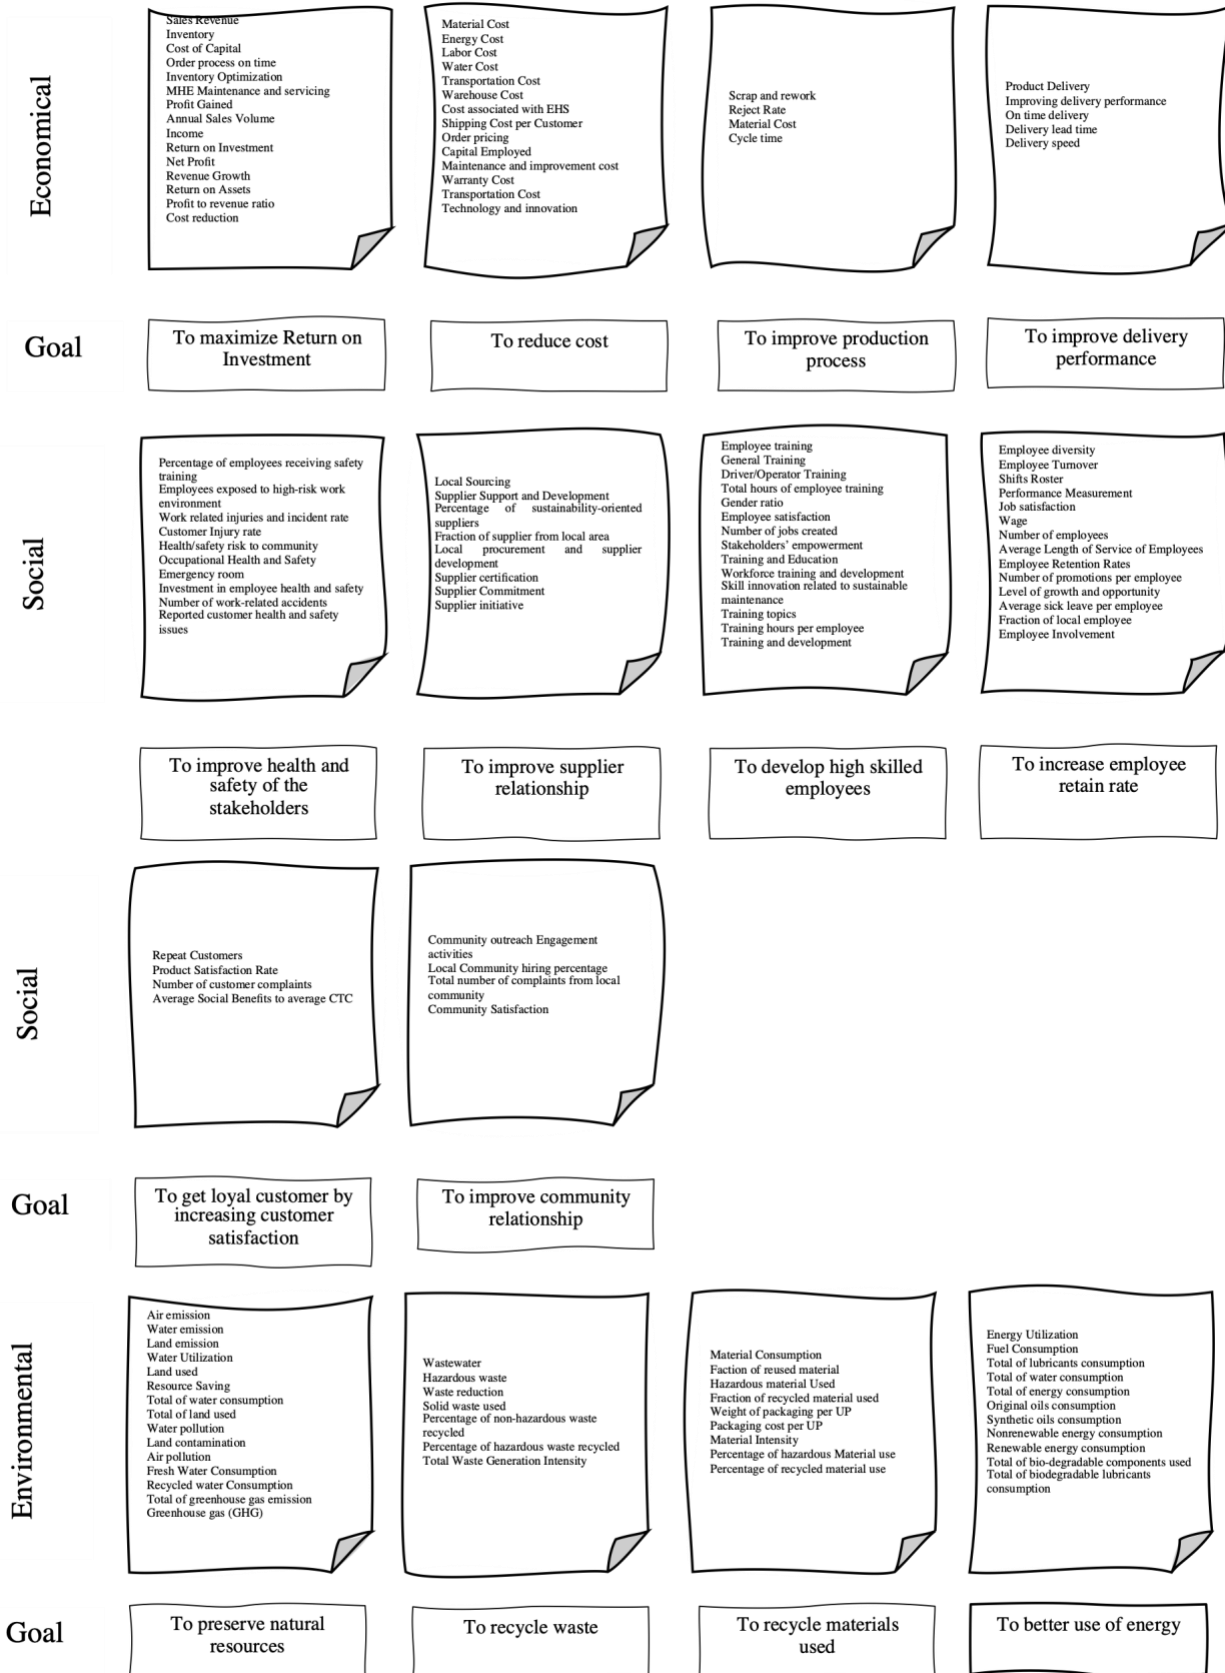 Economical
Sales Revenue
Inventory
Cost of Capital
Order process on time
Inventory Optimization
MHE Maintenance and servicing
Profit Gained
Annual Sales Volume
Income
Return on Investment
Net Profit
Revenue Growth
Return on Assets
Profit to revenue ratio
Cost reduction
Material Cost
Energy Cost
Labor Cost
Water Cost
Transportation Cost
Warehouse Cost
Cost associated with EHS
Shipping Cost per Customer
Order pricing
Capital Employed
Maintenance and improvement cost
Warranty Cost
Transportation Cost
Technology and innovation
Scrap and rework
Reject Rate
Material Cost
Cycle time
Product Delivery
Improving delivery performance
On time delivery
Delivery lead time
Delivery speed
Goal
To maximize Return on
Investment
To reduce cost
To improve production
process
To improve delivery
performance
Social
Percentage of employees receiving safety
training
Employees exposed to high-risk work
environment
Work related injuries and incident rate
Customer Injury rate
Health/safety risk to community
Occupational Health and Safety
Emergency room
Investment in employee health and safety
Number of work-related accidents
Reported customer health and safety
issues
Local Sourcing
Supplier Support and Development
Percentage of sustainability-oriented
suppliers
Fraction of supplier from local area
Local procurement and supplier
development
Supplier certification
Supplier Commitment
Supplier initiative
Employee training
General Training
Driver/Operator Training
Total hours of employee training
Gender ratio
Employee satisfaction
Number of jobs created
Stakeholders' empowerment
Training and Education
Workforce training and development
Skill innovation related to sustainable
maintenance
Training topics
Training hours per employee
Training and development
Employee diversity
Employee Turnover
Shifts Roster
Performance Measurement
Job satisfaction
Wage
Number of employees
Average Length of Service of Employees
Employee Retention Rates
Number of promotions per employee
Level of growth and opportunity
Average sick leave per employee
Fraction of local employee
Employee Involvement
To improve health and
safety of the
stakeholders
To improve supplier
relationship
To develop high skilled
employees
To increase employee
retain rate
Social
Repeat Customers
Product Satisfaction Rate
Number of customer complaints
Average Social Benefits to average CTC
Community outreach Engagement
activities
Local Community hiring percentage
Total number of complaints from local
community
Community Satisfaction
Goal
To get loyal customer by
increasing customer
satisfaction
To improve community
relationship
Environmental
Air emission
Water emission
Land emission
Water Utilization
Land used
Resource Saving
Total of water consumption
Total of land used
Water pollution
Land contamination
Air pollution
Fresh Water Consumption
Recycled water Consumption
Total of greenhouse gas emission
Greenhouse gas (GHG)
Wastewater
Hazardous waste
Waste reduction
Solid waste used
Percentage of non-hazardous waste
recycled
Percentage of hazardous waste recycled
Total Waste Generation Intensity
Material Consumption
Faction of reused material
Hazardous material Used
Fraction of recycled material used
Weight of packaging per UP
Packaging cost per UP
Material Intensity
Percentage of hazardous Material use
Percentage of recycled material use
Energy Utilization
Fuel Consumption
Total of lubricants consumption
Total of water consumption
Total of energy consumption
Original oils consumption
Synthetic oils consumption
Nonrenewable energy consumption
Renewable energy consumption
Total of bio-degradable components used
Total of biodegradable lubricants
consumption
Goal
To preserve natural
resources
To recycle waste
To recycle materials
used
To better use of energy